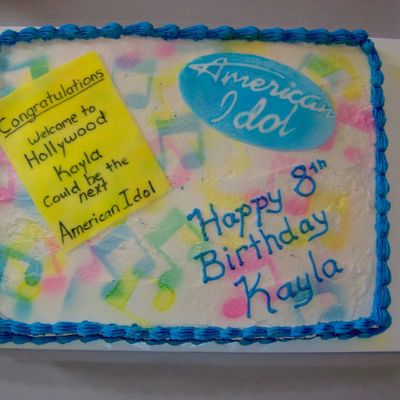 Congratulations
Welcome to
Hollywood
Kayla
Could be the
next
American Idol
American
Idol
Happy 8th
Birthday
Kayla